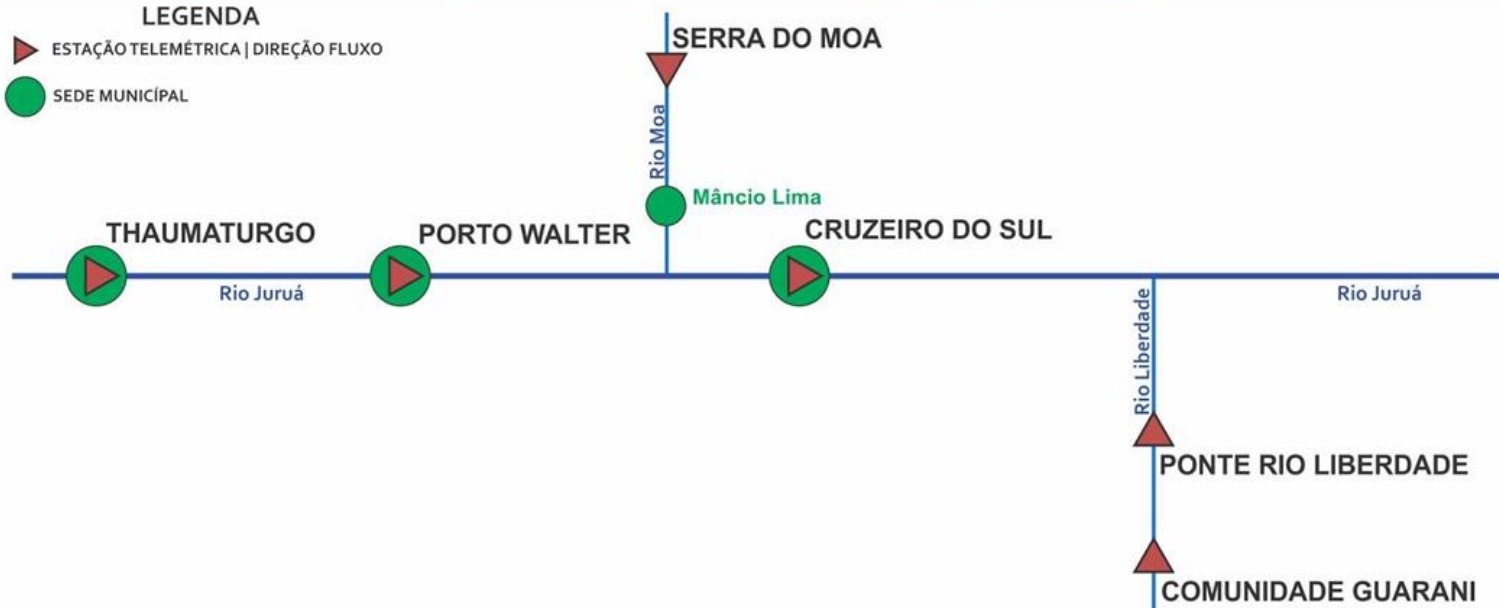 LEGENDA
ESTAÇÃO TELEMÉTRICA | DIREÇÃO FLUXO
SEDE MUNICÍPAL
SERRA DO MOA
Rio Moa
Mâncio Lima
THAUMATURGO
PORTO WALTER
CRUZEIRO DO SUL
Rio Juruá
Rio Juruá
Rio Liberdade
PONTE RIO LIBERDADE
COMUNIDADE GUARANI